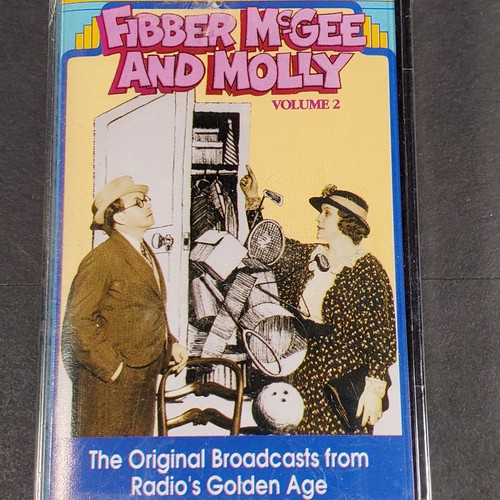 FIBBER McGEE
AND MOLLY
VOLUME 2
The Original Broadcasts from
Radio's Golden Age